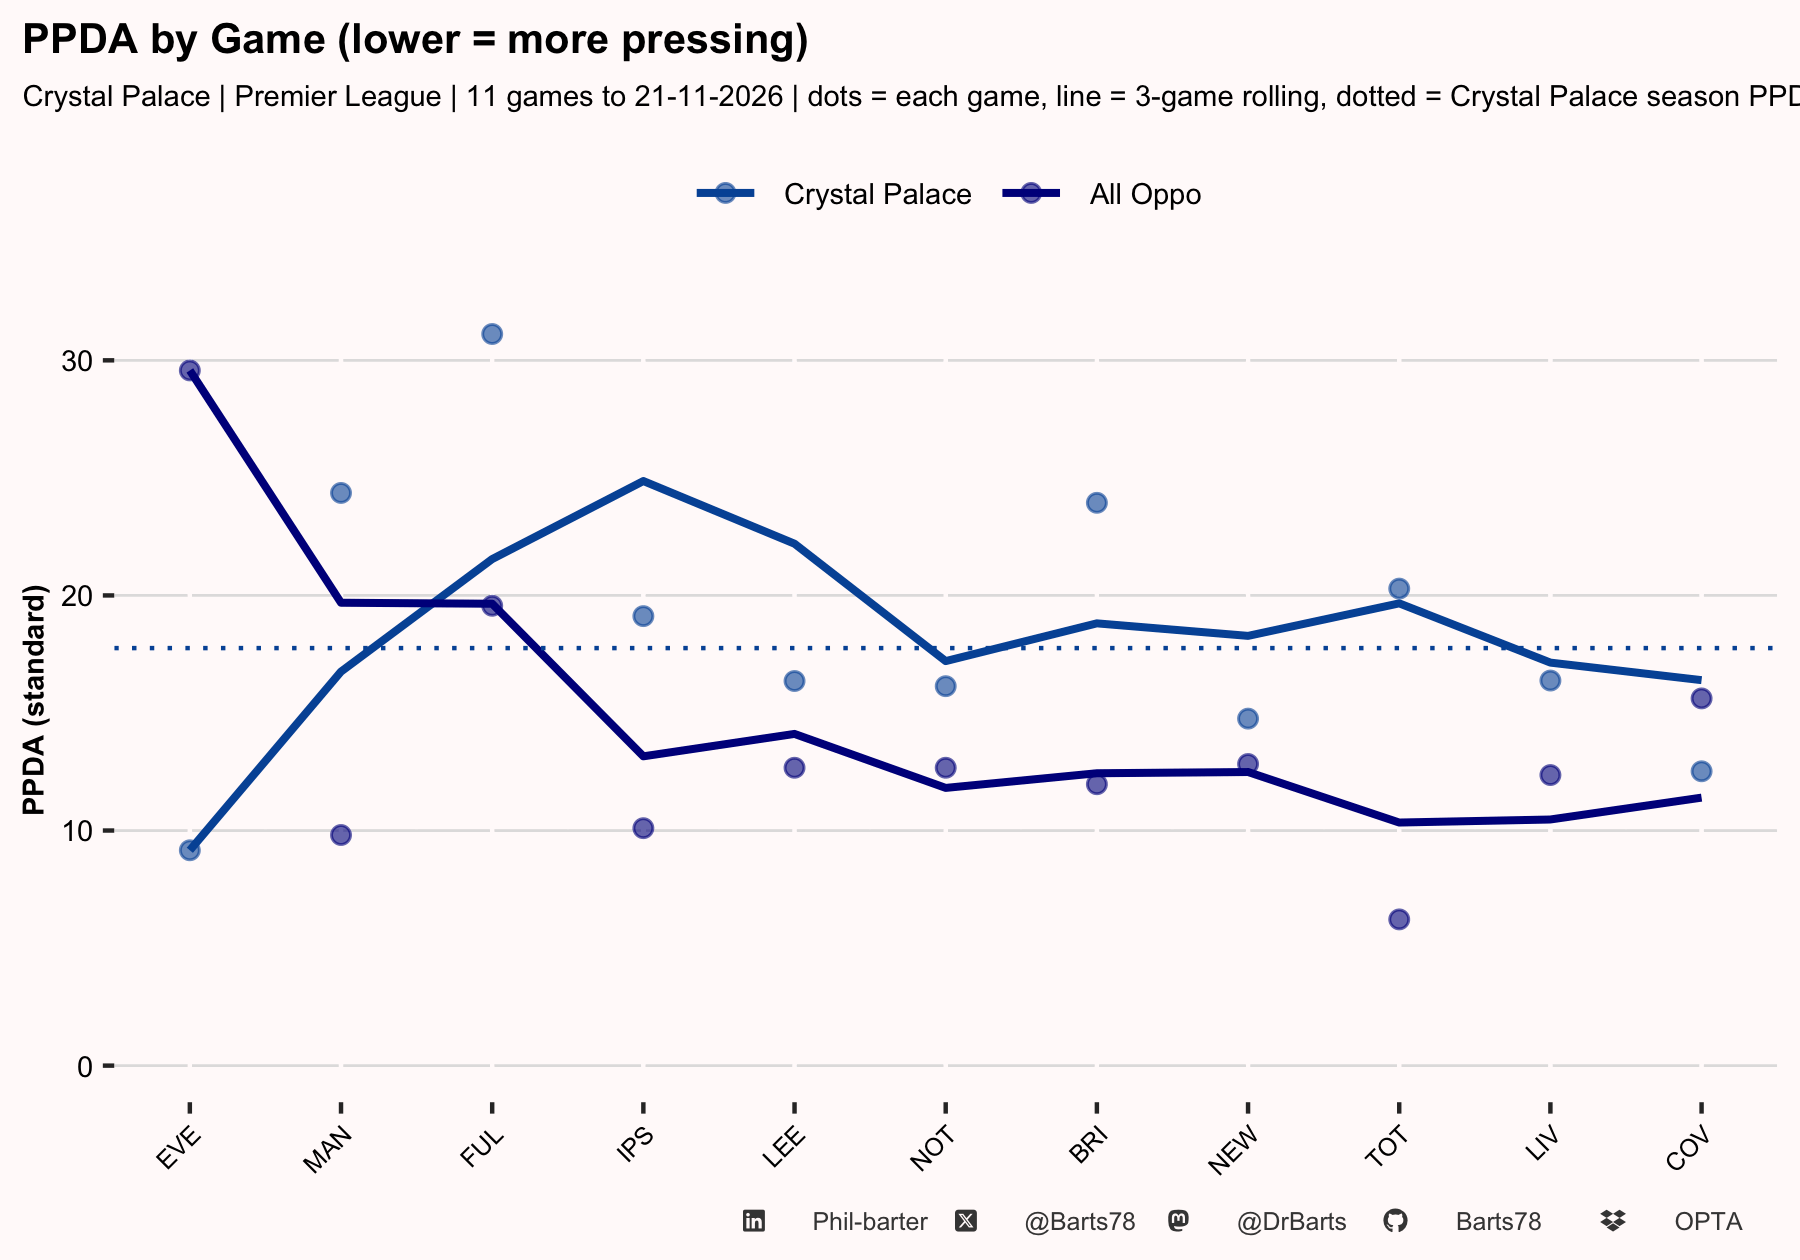 PPDA by Game (lower = more pressing)
Crystal Palace | Premier League | 11 games to 21-11-2026 | dots = each game, line = 3-game rolling, dotted = Crystal Palace season PPD
Crystal Palace
All Oppo
PPDA (standard)
30
20
10
0
EVE
MAN
FUL
IPS
LEE
NOT
BRI
NEW
TOT
LIV
COV
Phil-barter @Barts78 @DrBarts Barts78 OPTA